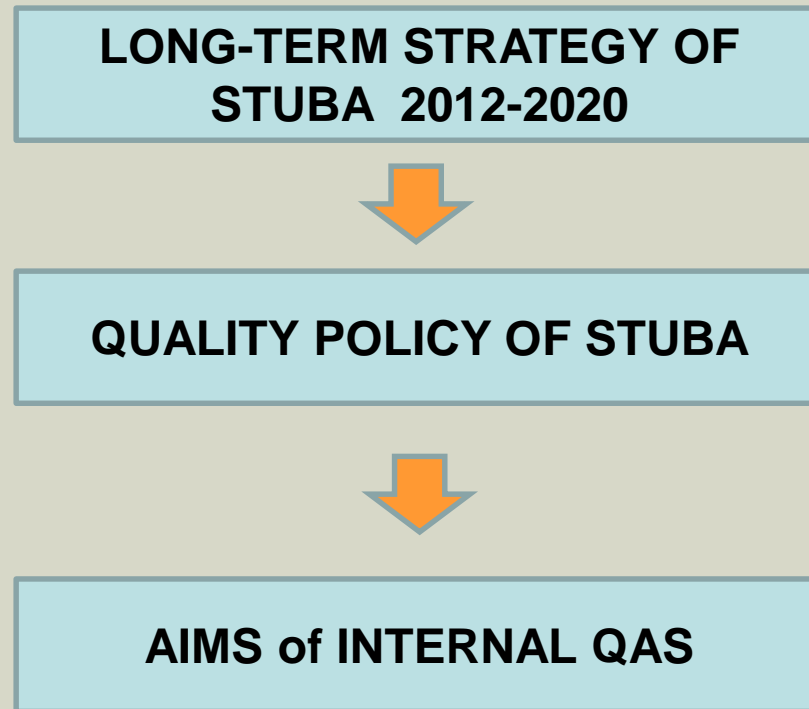 LONG-TERM STRATEGY OF
STUBA 2012-2020
QUALITY POLICY OF STUBA
AIMS of INTERNAL QAS